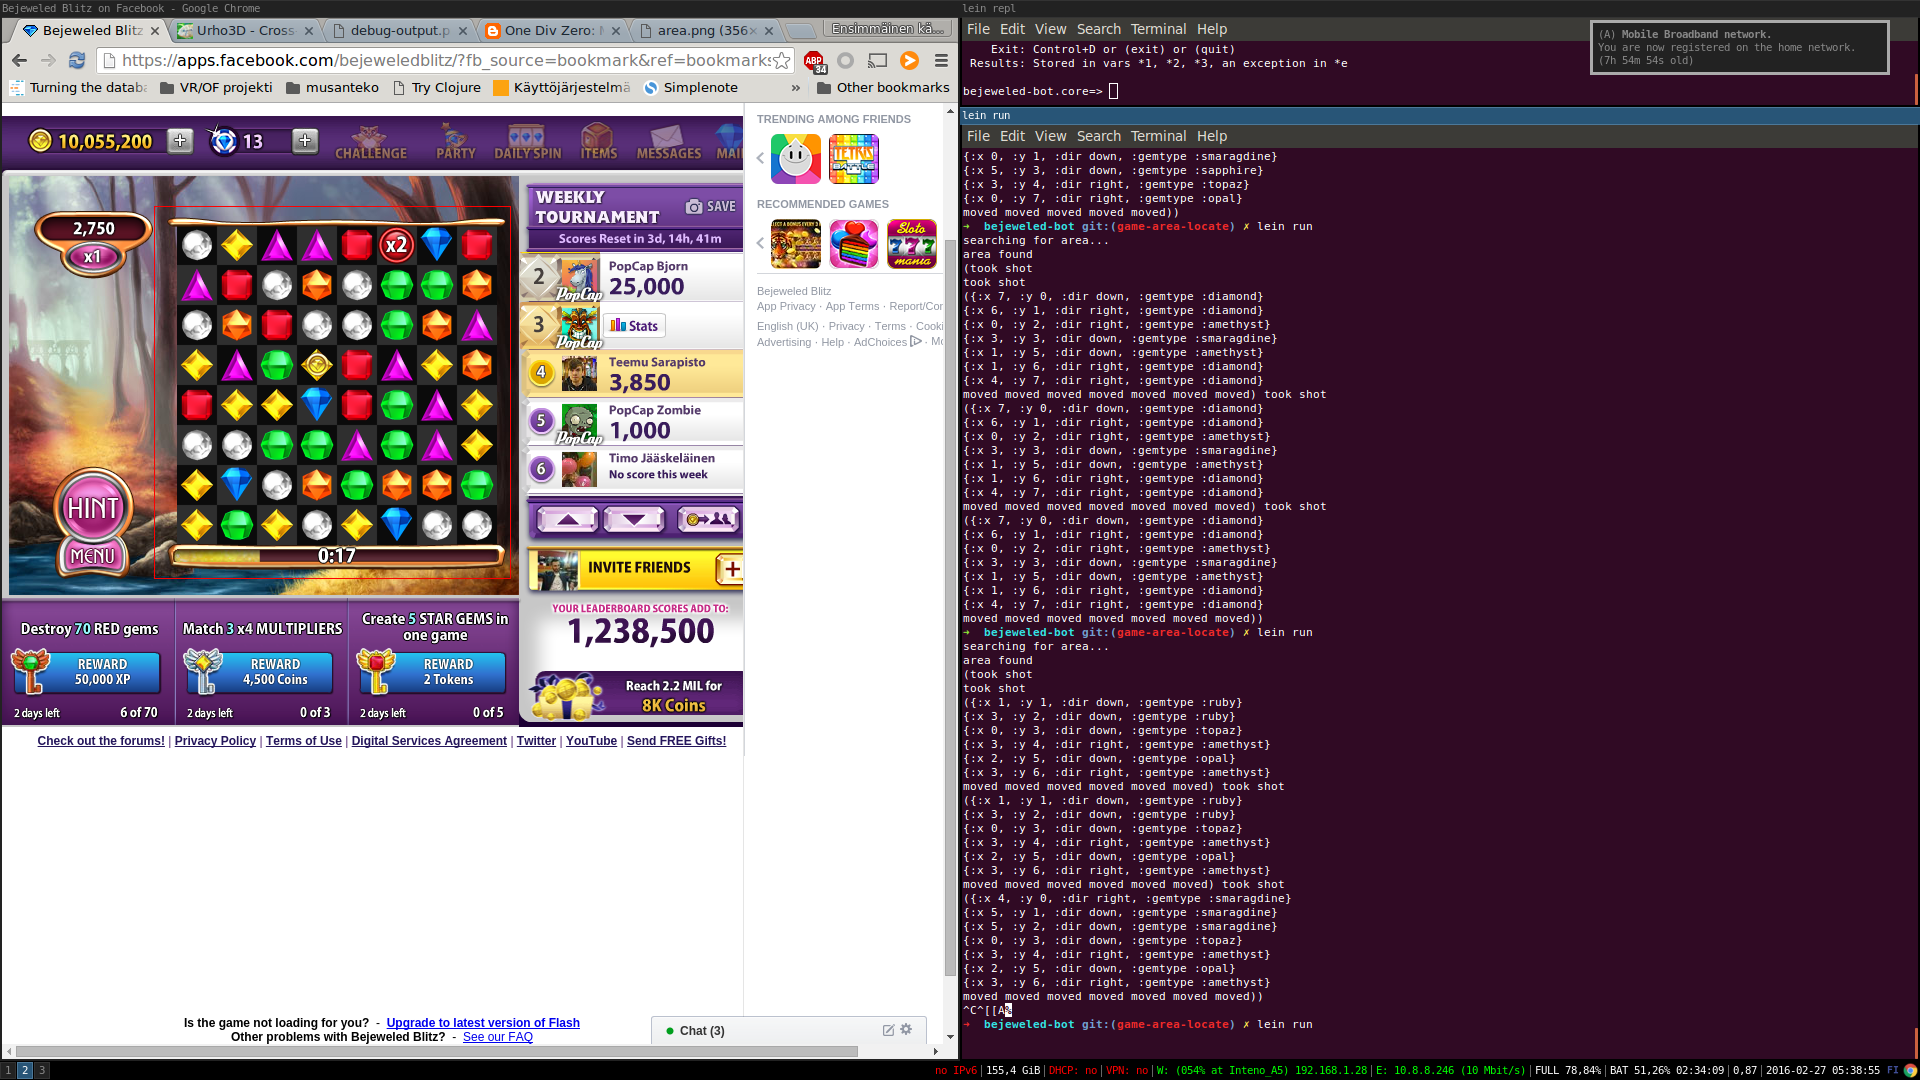 Bejeweled Blitz on Facebook - Google Chrome
Bejeweled Blitz
Urho3D - Cross
debug-output.p
One Div Zero:
area.png (356×
Ensimmäinen kä...
https://apps.facebook.com/bejeweledblitz/?fb_source=bookmark&ref=bookmarks
ABP
34
Turning the data
VR/OF projekti
musanteko
Try Clojure
Käyttöjärjestelmä
Simplenote
»
Other bookmarks
10,055,200
13
CHALLENGE
PARTY
DAILY SPIN
ITEMS
MESSAGES
MAI
2,750
x1
x2
HINT
MENU
0:17
WEEKLY
TOURNAMENT
SAVE
Scores Reset in 3d, 14h, 41m
2
PopCap
PopCap Bjorn
25,000
3
PopCap
Stats
4
Teemu Sarapisto
3,850
5
PopCap
PopCap Zombie
1,000
6
Timo Jääskeläinen
No score this week
INVITE FRIENDS
YOUR LEADERBOARD SCORES ADD TO:
1,238,500
Reach 2.2 MIL for
8K Coins
Destroy 70 RED gems
REWARD
50,000 XP
2 days left
6 of 70
Match 3 x4 MULTIPLIERS
REWARD
4,500 Coins
2 days left
0 of 3
Create 5 STAR GEMS in
one game
REWARD
2 Tokens
2 days left
0 of 5
Check out the forums! | Privacy Policy | Terms of Use | Digital Services Agreement | Twitter | YouTube | Send FREE Gifts!
TRENDING AMONG FRIENDS
TETRIS
BATTLE
RECOMMENDED GAMES
Slots
777
mania
Bejeweled Blitz
App Privacy · App Terms · Report/Cor
English (UK) · Privacy · Terms · Cooki
Advertising · Help · AdChoices · Mo
Is the game not loading for you? - Upgrade to latest version of Flash
Other problems with Bejeweled Blitz? - See our FAQ
Chat (3)
lein repl
File Edit View Search Terminal Help
Exit: Control+D or (exit) or (quit)
Results: Stored in vars *1, *2, *3, an exception in *e
bejeweled-bot.core=>
(A) Mobile Broadband network.
You are now registered on the home network.
(7h 54m 54s old)
lein run
File Edit View Search Terminal Help
{:x 0, :y 1, :dir down, :gemtype :smaragdine}
{:x 5, :y 3, :dir down, :gemtype :sapphire}
{:x 3, :y 4, :dir right, :gemtype :topaz}
{:x 0, :y 7, :dir right, :gemtype :opal}
moved moved moved moved moved))
→ bejeweled-bot git:(game-area-locate) ✗ lein run
searching for area...
area found
(took shot
took shot
({:x 7, :y 0, :dir down, :gemtype :diamond}
{:x 6, :y 1, :dir right, :gemtype :diamond}
{:x 0, :y 2, :dir right, :gemtype :amethyst}
{:x 3, :y 3, :dir down, :gemtype :smaragdine}
{:x 1, :y 5, :dir down, :gemtype :amethyst}
{:x 1, :y 6, :dir right, :gemtype :diamond}
{:x 4, :y 7, :dir right, :gemtype :diamond}
moved moved moved moved moved moved moved) took shot
({:x 7, :y 0, :dir down, :gemtype :diamond}
{:x 6, :y 1, :dir right, :gemtype :diamond}
{:x 0, :y 2, :dir right, :gemtype :amethyst}
{:x 3, :y 3, :dir down, :gemtype :smaragdine}
{:x 1, :y 5, :dir down, :gemtype :amethyst}
{:x 1, :y 6, :dir right, :gemtype :diamond}
{:x 4, :y 7, :dir right, :gemtype :diamond}
moved moved moved moved moved moved moved) took shot
({:x 7, :y 0, :dir down, :gemtype :diamond}
{:x 6, :y 1, :dir right, :gemtype :diamond}
{:x 0, :y 2, :dir right, :gemtype :amethyst}
{:x 3, :y 3, :dir down, :gemtype :smaragdine}
{:x 1, :y 5, :dir down, :gemtype :amethyst}
{:x 1, :y 6, :dir right, :gemtype :diamond}
{:x 4, :y 7, :dir right, :gemtype :diamond}
moved moved moved moved moved moved moved))
→ bejeweled-bot git:(game-area-locate) ✗ lein run
searching for area...
area found
(took shot
took shot
({:x 1, :y 1, :dir down, :gemtype :ruby}
{:x 3, :y 2, :dir down, :gemtype :ruby}
{:x 0, :y 3, :dir down, :gemtype :topaz}
{:x 3, :y 4, :dir right, :gemtype :amethyst}
{:x 2, :y 5, :dir down, :gemtype :opal}
{:x 3, :y 6, :dir right, :gemtype :amethyst}
moved moved moved moved moved moved) took shot
({:x 1, :y 1, :dir down, :gemtype :ruby}
{:x 3, :y 2, :dir down, :gemtype :ruby}
{:x 0, :y 3, :dir down, :gemtype :topaz}
{:x 3, :y 4, :dir right, :gemtype :amethyst}
{:x 2, :y 5, :dir down, :gemtype :opal}
{:x 3, :y 6, :dir right, :gemtype :amethyst}
moved moved moved moved moved moved) took shot
({:x 4, :y 0, :dir right, :gemtype :smaragdine}
{:x 5, :y 1, :dir down, :gemtype :smaragdine}
{:x 5, :y 2, :dir down, :gemtype :smaragdine}
{:x 0, :y 3, :dir down, :gemtype :topaz}
{:x 3, :y 4, :dir right, :gemtype :amethyst}
{:x 2, :y 5, :dir down, :gemtype :opal}
{:x 3, :y 6, :dir right, :gemtype :amethyst}
moved moved moved moved moved moved moved))
^C^[[A%
→ bejeweled-bot git:(game-area-locate) ✗ lein run
1 2 3
no IPv6 | 155,4 GiB | DHCP: no | VPN: no | W: (054% at Inteno_A5) 192.168.1.28 | E: 10.8.8.246 (10 Mbit/s) | FULL 78,84% | BAT 51,26% 02:34:09 | 0,87 | 2016-02-27 05:38:55 FI